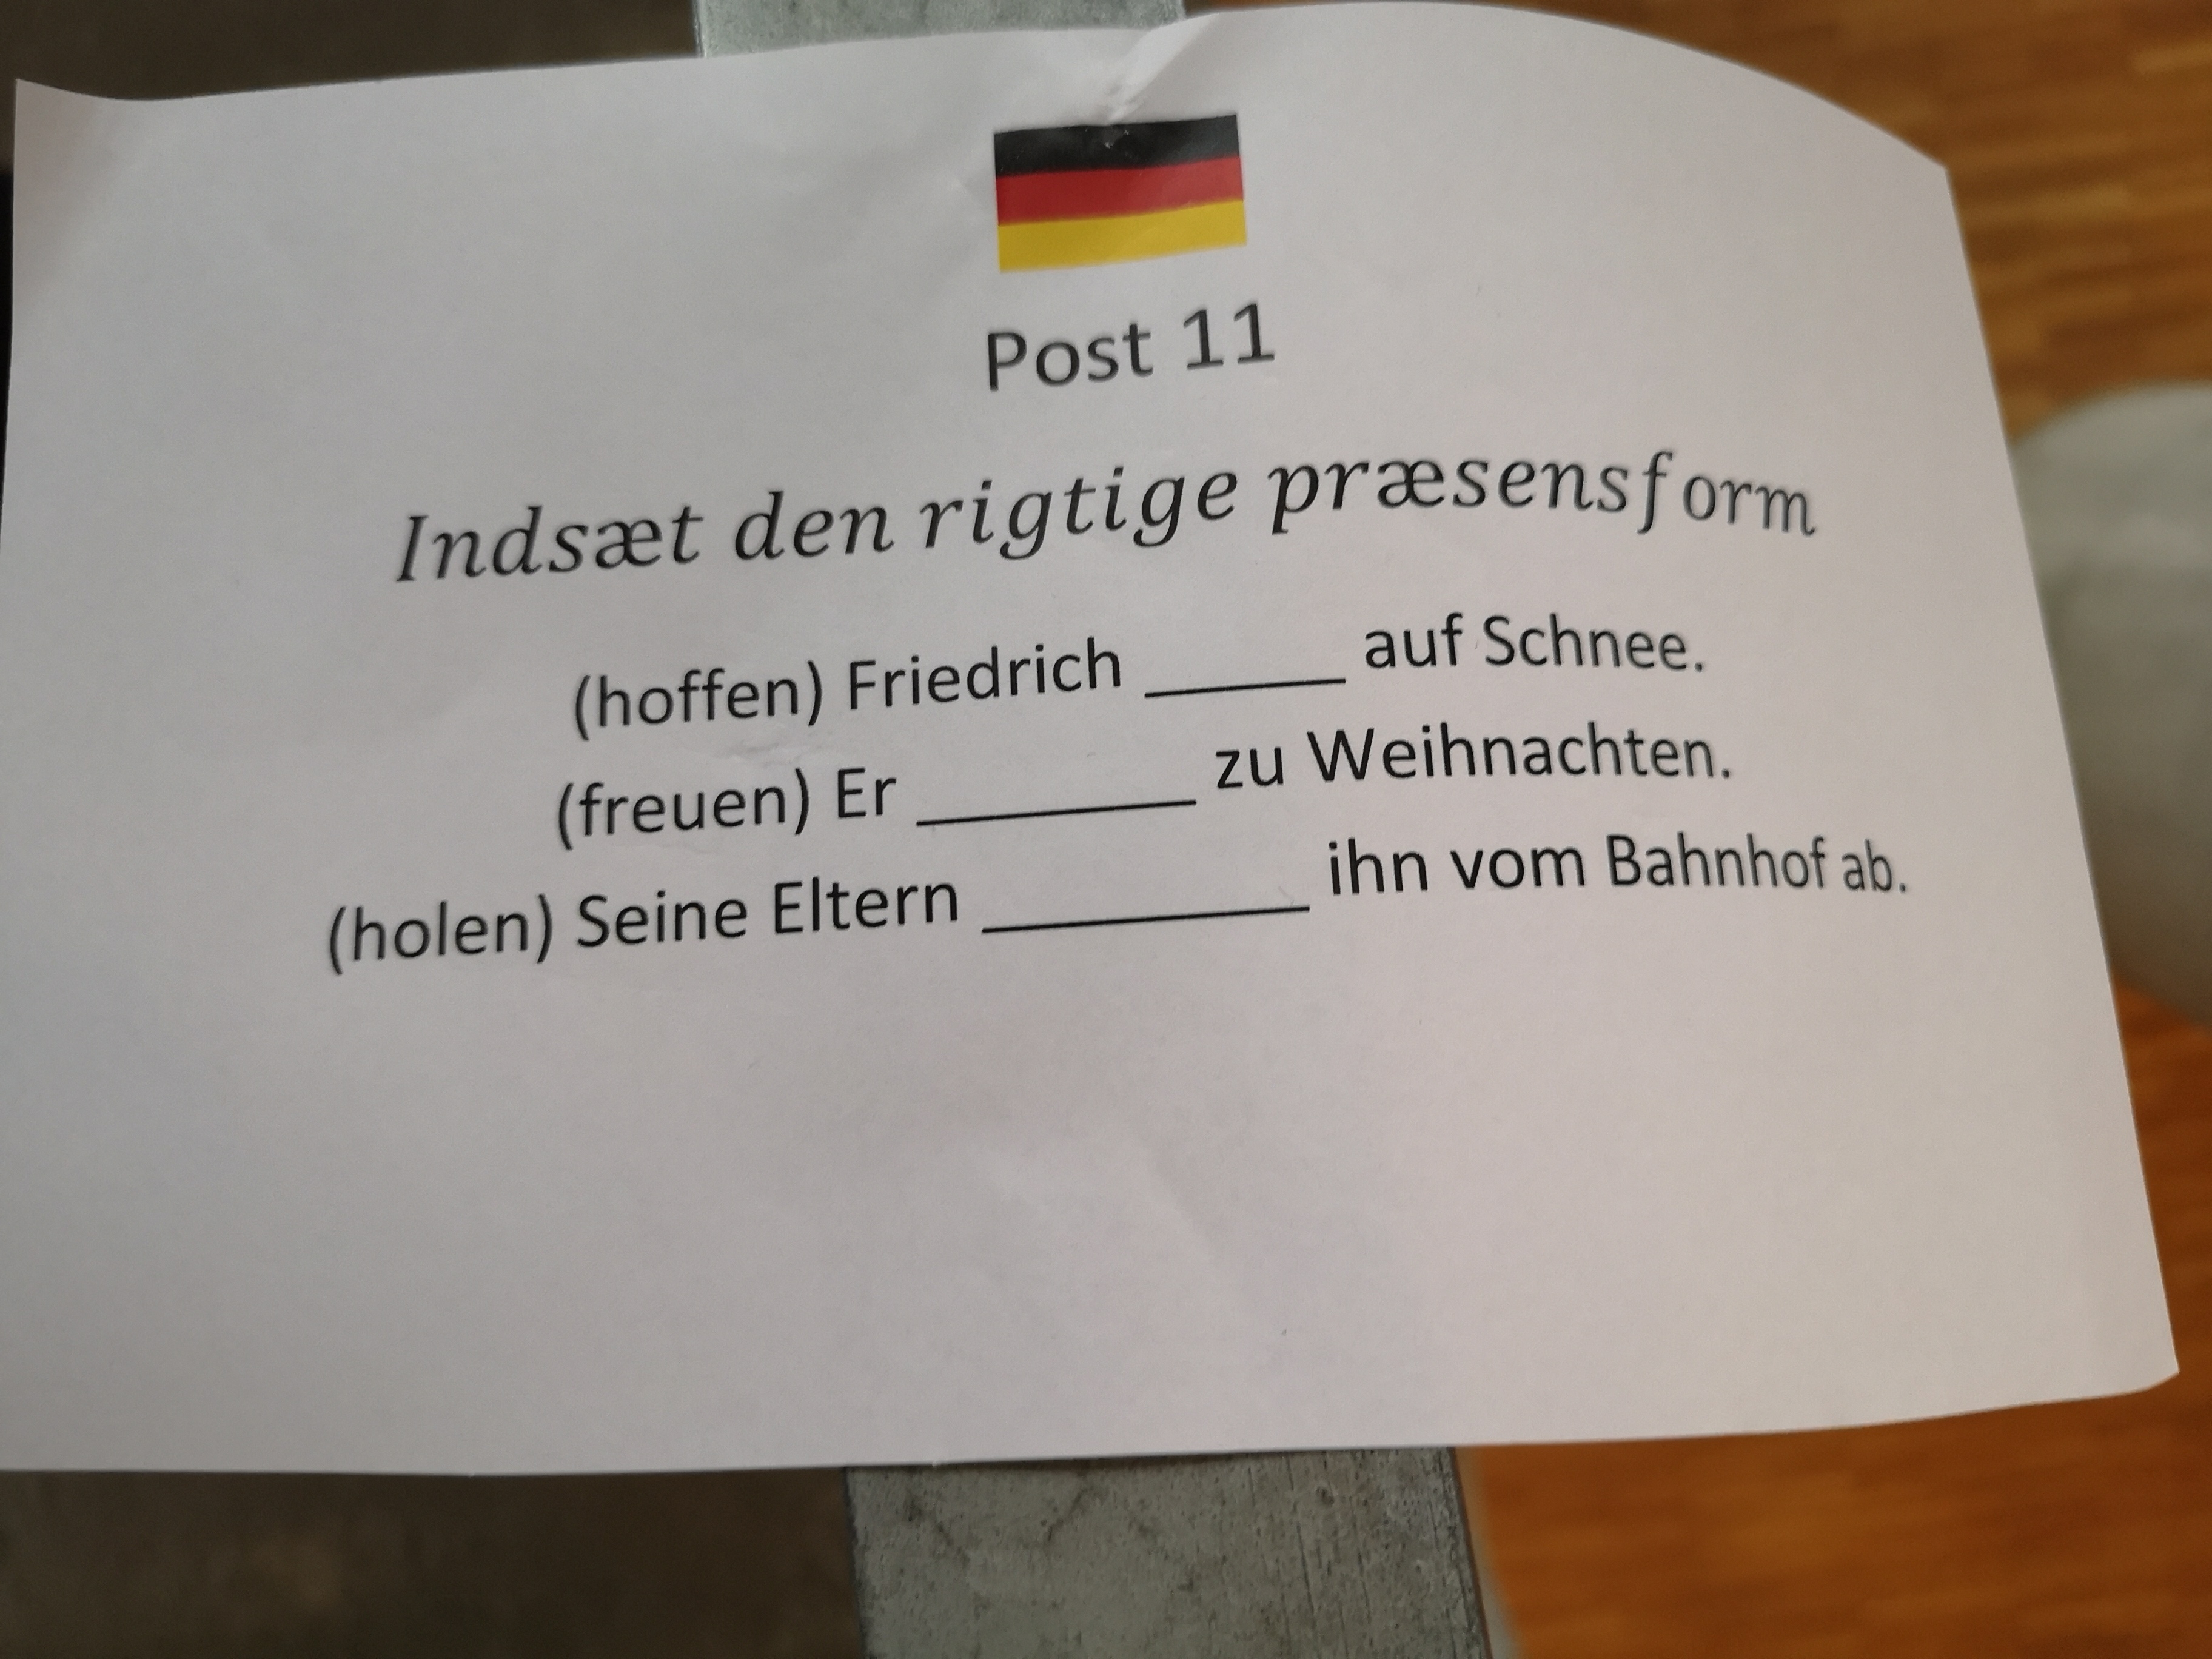 Post 11
Indsæt den rigtige præsensform
(hoffen) Friedrich ______ auf Schnee.
(freuen) Er ________ zu Weihnachten.
(holen) Seine Eltern __________ ihn vom Bahnhof ab.